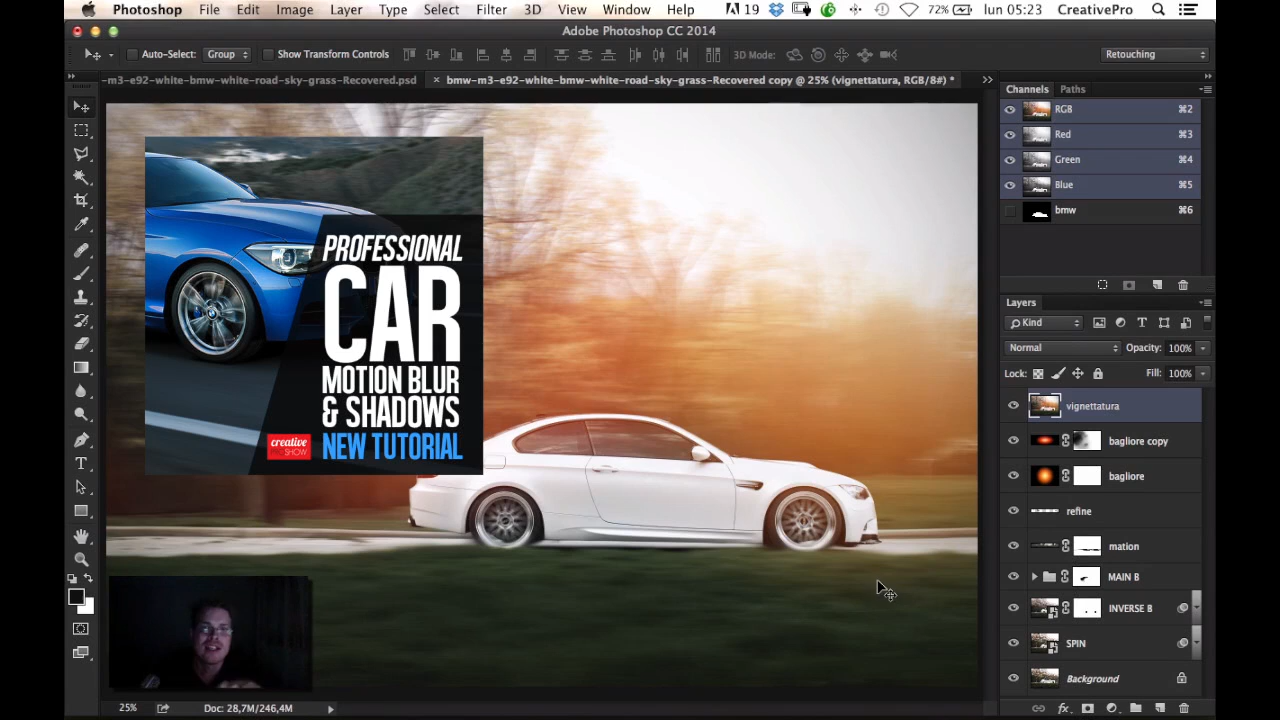 Photoshop File Edit Image Layer Type Select Filter 3D View Window Help 19 72% lun 05:23 CreativePro
Adobe Photoshop CC 2014
Auto-Select: Group Show Transform Controls 3D Mode: Retouching
-m3-e92-white-bmw-white-road-sky-grass-Recovered.psd
× bmw-m3-e92-white-bmw-white-road-sky-grass-Recovered copy @ 25% (vignettatura, RGB/8#) *
Channels Paths
RGB ⌘2
Red ⌘3
Green ⌘4
Blue ⌘5
bmw ⌘6
PROFESSIONAL
CAR
MOTION BLUR
& SHADOWS
NEW TUTORIAL
creative
SHOW
Layers
Kind
Normal Opacity: 100%
Lock: Fill: 100%
vignettatura
bagliore copy
bagliore
refine
mation
MAIN B
INVERSE B
SPIN
Background
25% Doc: 28,7M/246,4M